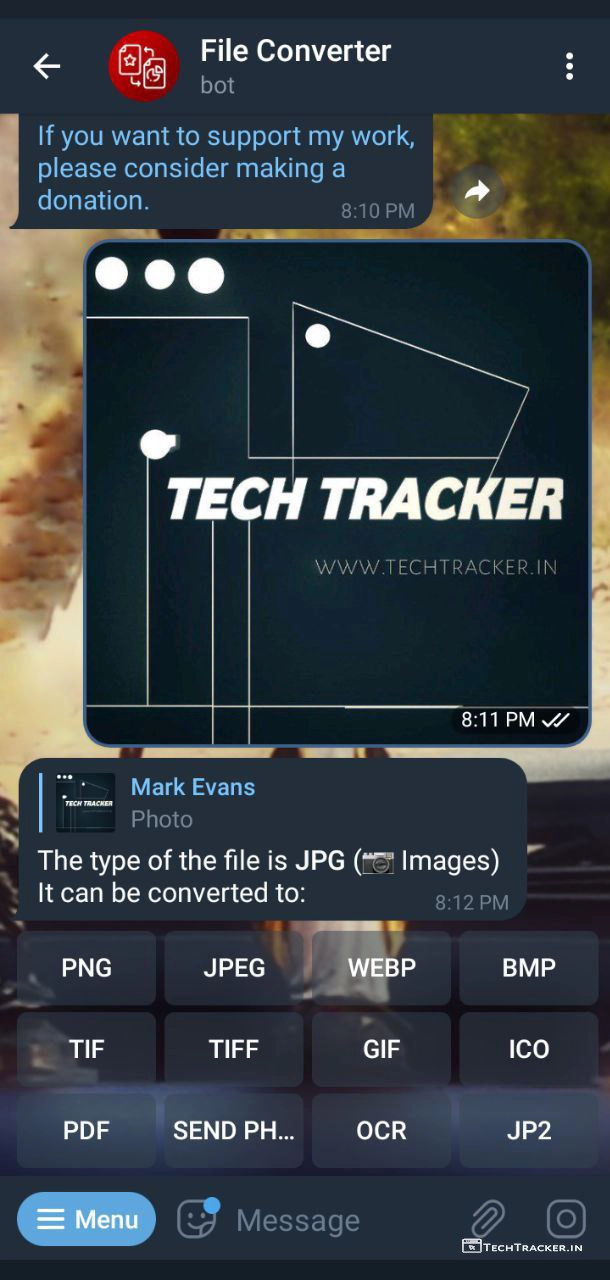 File Converter
bot
If you want to support my work,
please consider making a
donation.
8:10 PM
TECH TRACKER
WWW.TECHTRACKER.IN
8:11 PM
TECH TRACKER
Mark Evans
Photo
The type of the file is JPG (📷 Images)
It can be converted to:
8:12 PM
PNG JPEG WEBP BMP
TIF TIFF GIF ICO
PDF SEND PH... OCR JP2
Menu Message
TECHTRACKER.IN